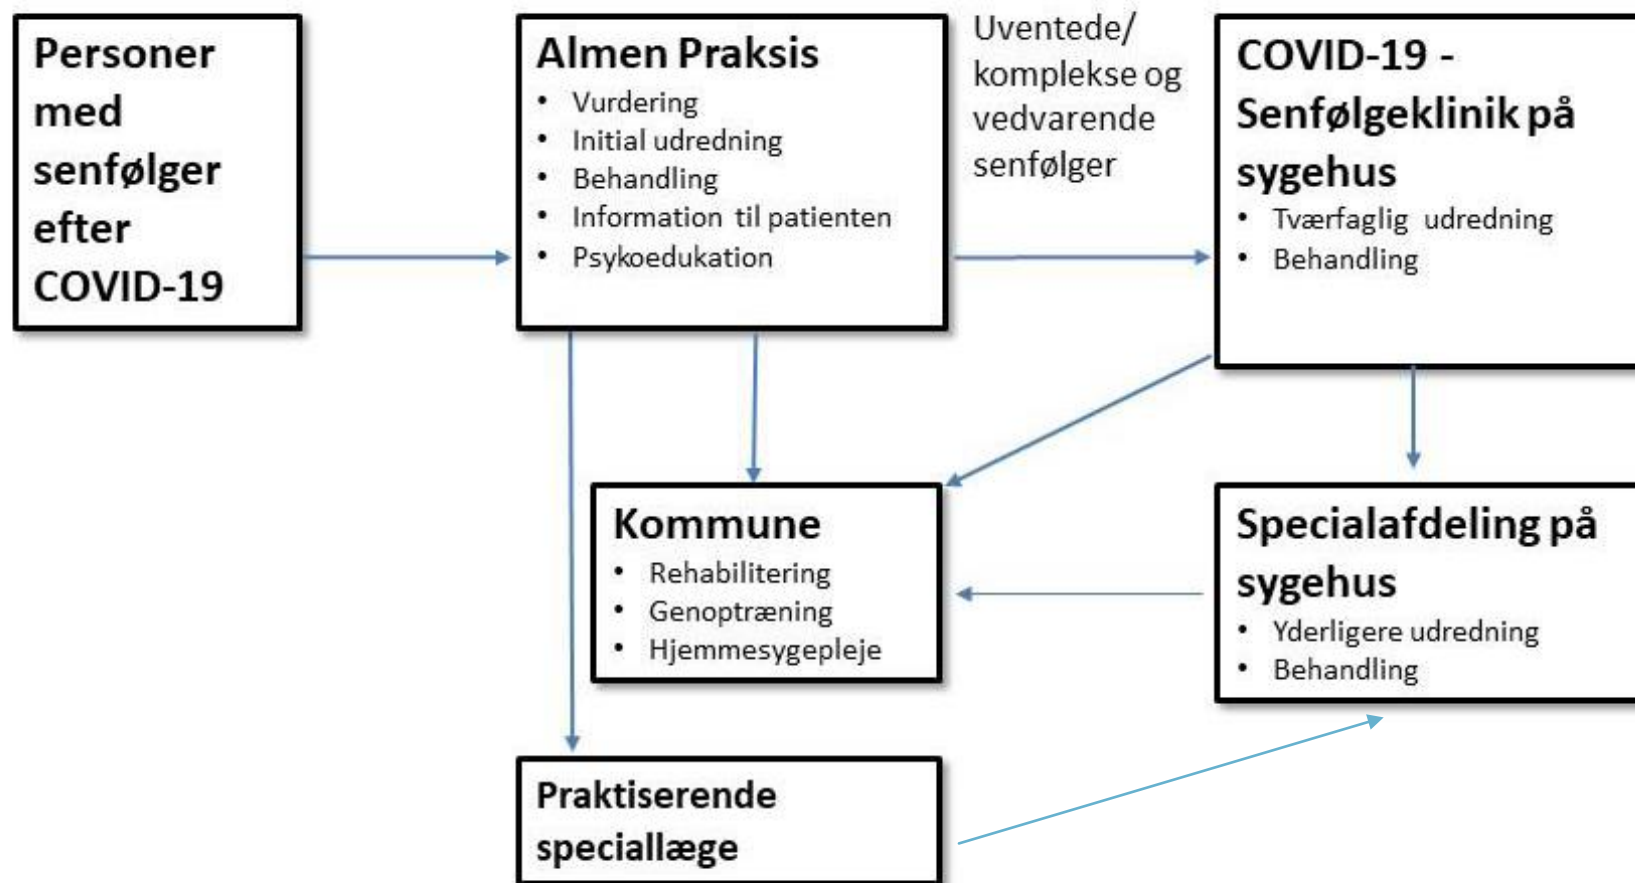 Personer
med
senfølger
efter
COVID-19
Almen Praksis
• Vurdering
• Initial udredning
• Behandling
• Information til patienten
• Psykoedukation
Uventede/
komplekse og
vedvarende
senfølger
COVID-19 -
Senfølgeklinik på
sygehus
• Tværfaglig udredning
• Behandling
Kommune
• Rehabilitering
• Genoptræning
• Hjemmesygepleje
Specialafdeling på
sygehus
• Yderligere udredning
• Behandling
Praktiserende
speciallæge